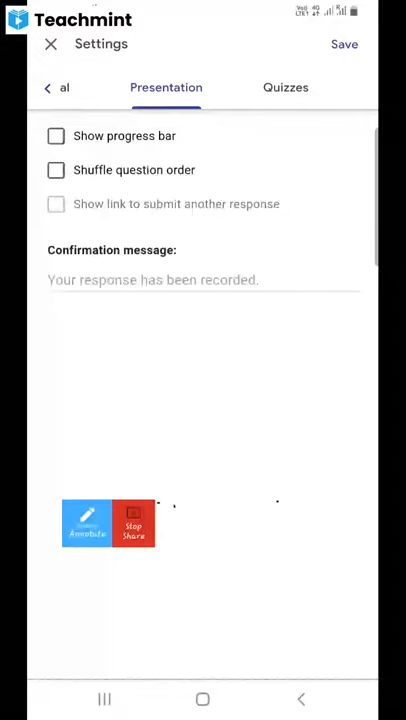 Teachmint
Settings
Save
al
Presentation
Quizzes
Show progress bar
Shuffle question order
Show link to submit another response
Confirmation message:
Your response has been recorded.
Annotate
Stop
Share